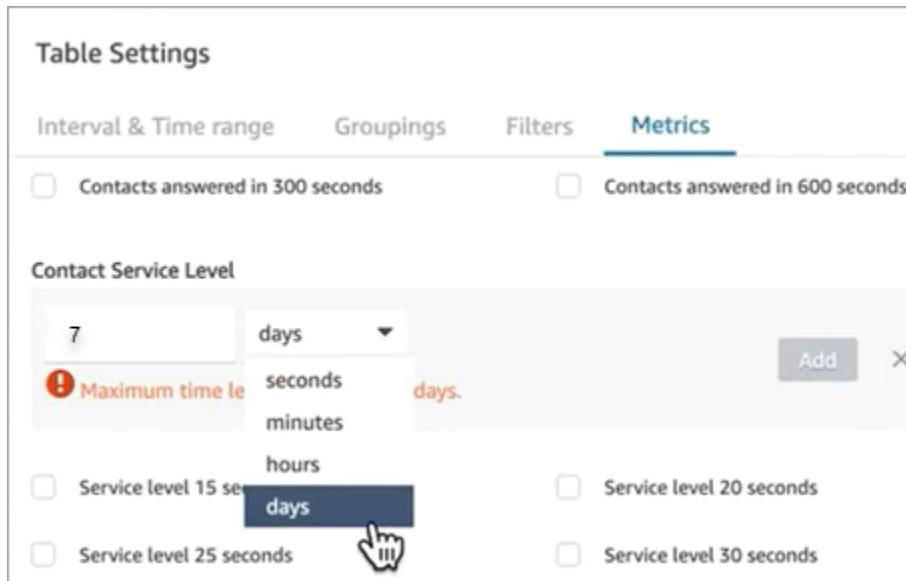 Table Settings
Interval & Time range Groupings Filters Metrics
Contacts answered in 300 seconds Contacts answered in 600 seconds
Contact Service Level
7 days Add
Maximum time le days.
seconds
minutes
hours
days
Service level 15 se Service level 20 seconds
Service level 25 seconds Service level 30 seconds